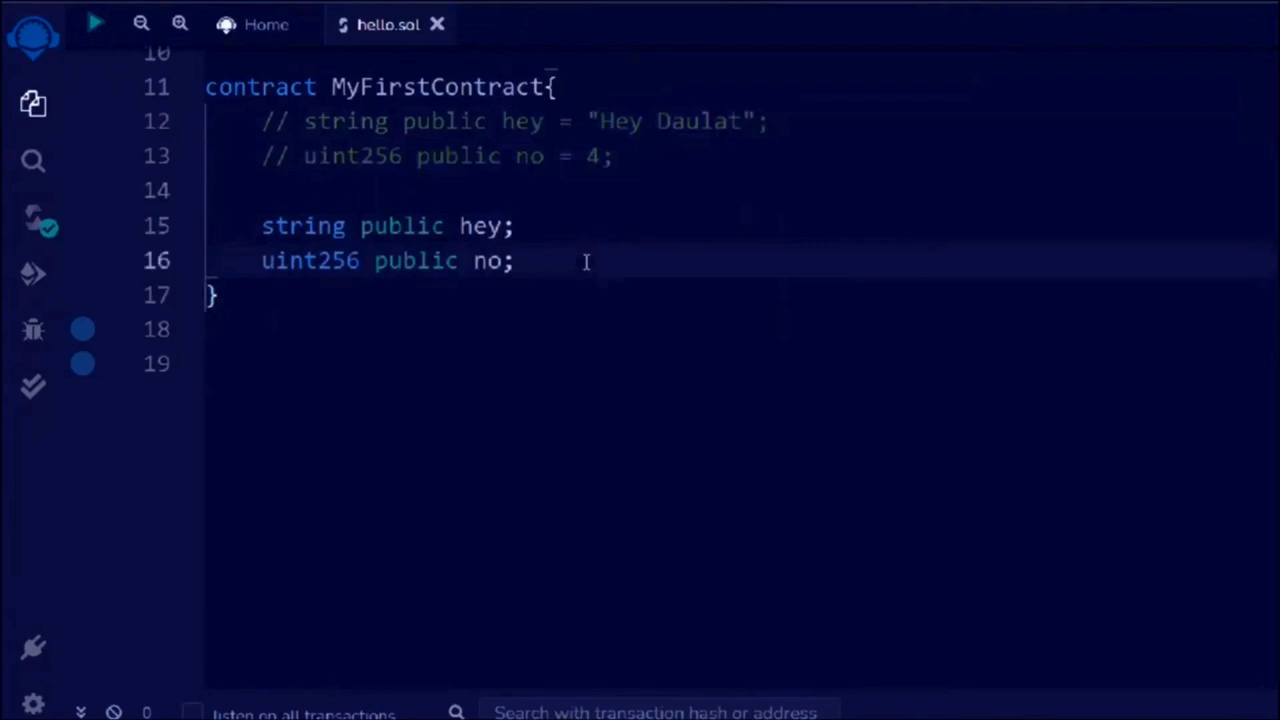 Home
hello.sol
10
11 contract MyFirstContract{
12 // string public hey = "Hey Daulat";
13 // uint256 public no = 4;
14
15 string public hey;
16 uint256 public no;
17 }
18
19
0 listen on all transactions Search with transaction hash or address